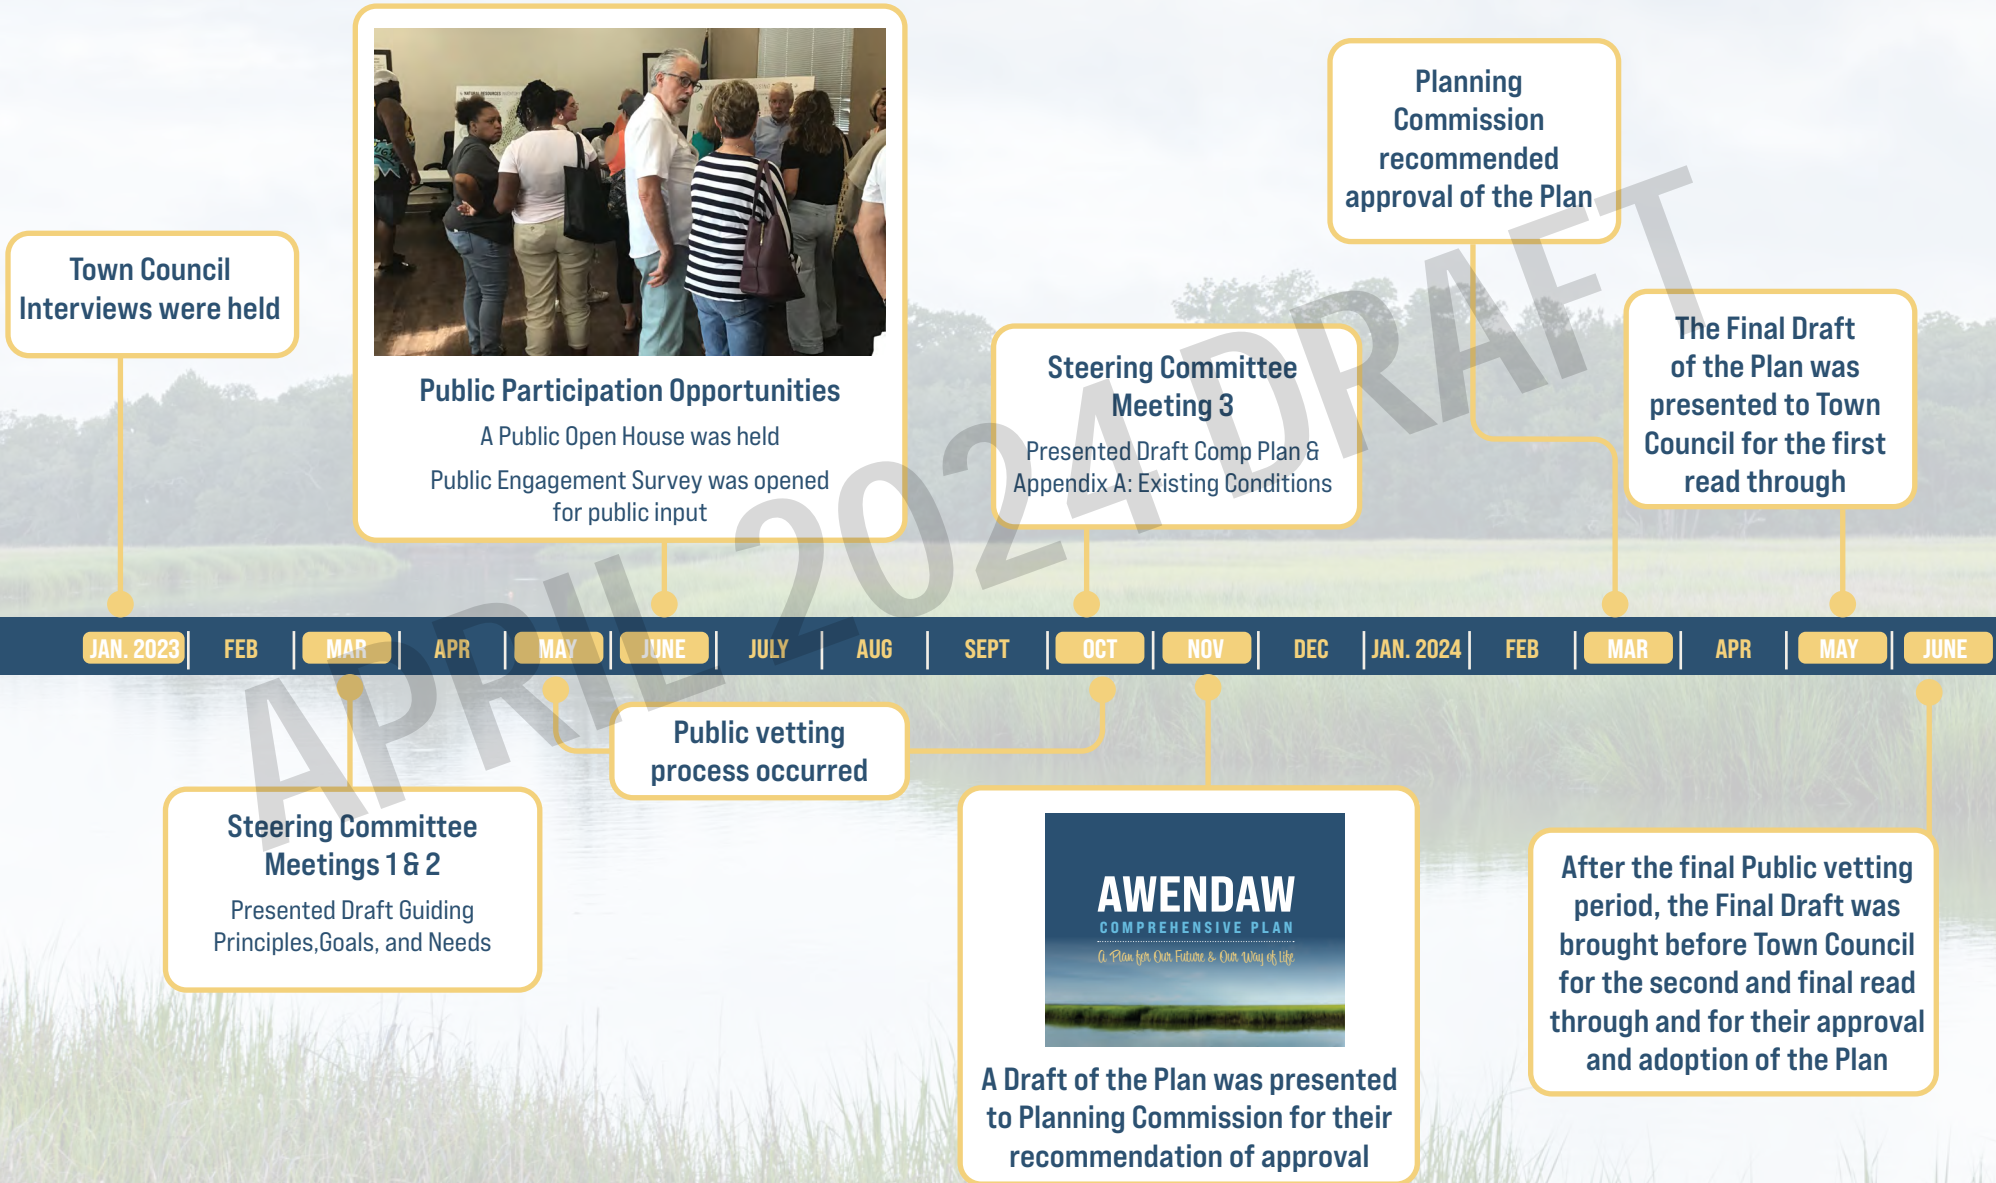 Town Council
Interviews were held
NATURAL RESOURCES
Public Participation Opportunities
A Public Open House was held
Public Engagement Survey was opened
for public input
Steering Committee
Meeting 3
Presented Draft Comp Plan &
Appendix A: Existing Conditions
Planning
Commission
recommended
approval of the Plan
The Final Draft
of the Plan was
presented to Town
Council for the first
read through
APRIL 2024 DRAFT
JAN. 2023 FEB MAR APR MAY JUNE JULY AUG SEPT OCT NOV DEC JAN. 2024 FEB MAR APR MAY JUNE
Steering Committee
Meetings 1 & 2
Presented Draft Guiding
Principles,Goals, and Needs
Public vetting
process occurred
AWENDAW
COMPREHENSIVE PLAN
A Plan for Our Future & Our Way of Life
A Draft of the Plan was presented
to Planning Commission for their
recommendation of approval
After the final Public vetting
period, the Final Draft was
brought before Town Council
for the second and final read
through and for their approval
and adoption of the Plan